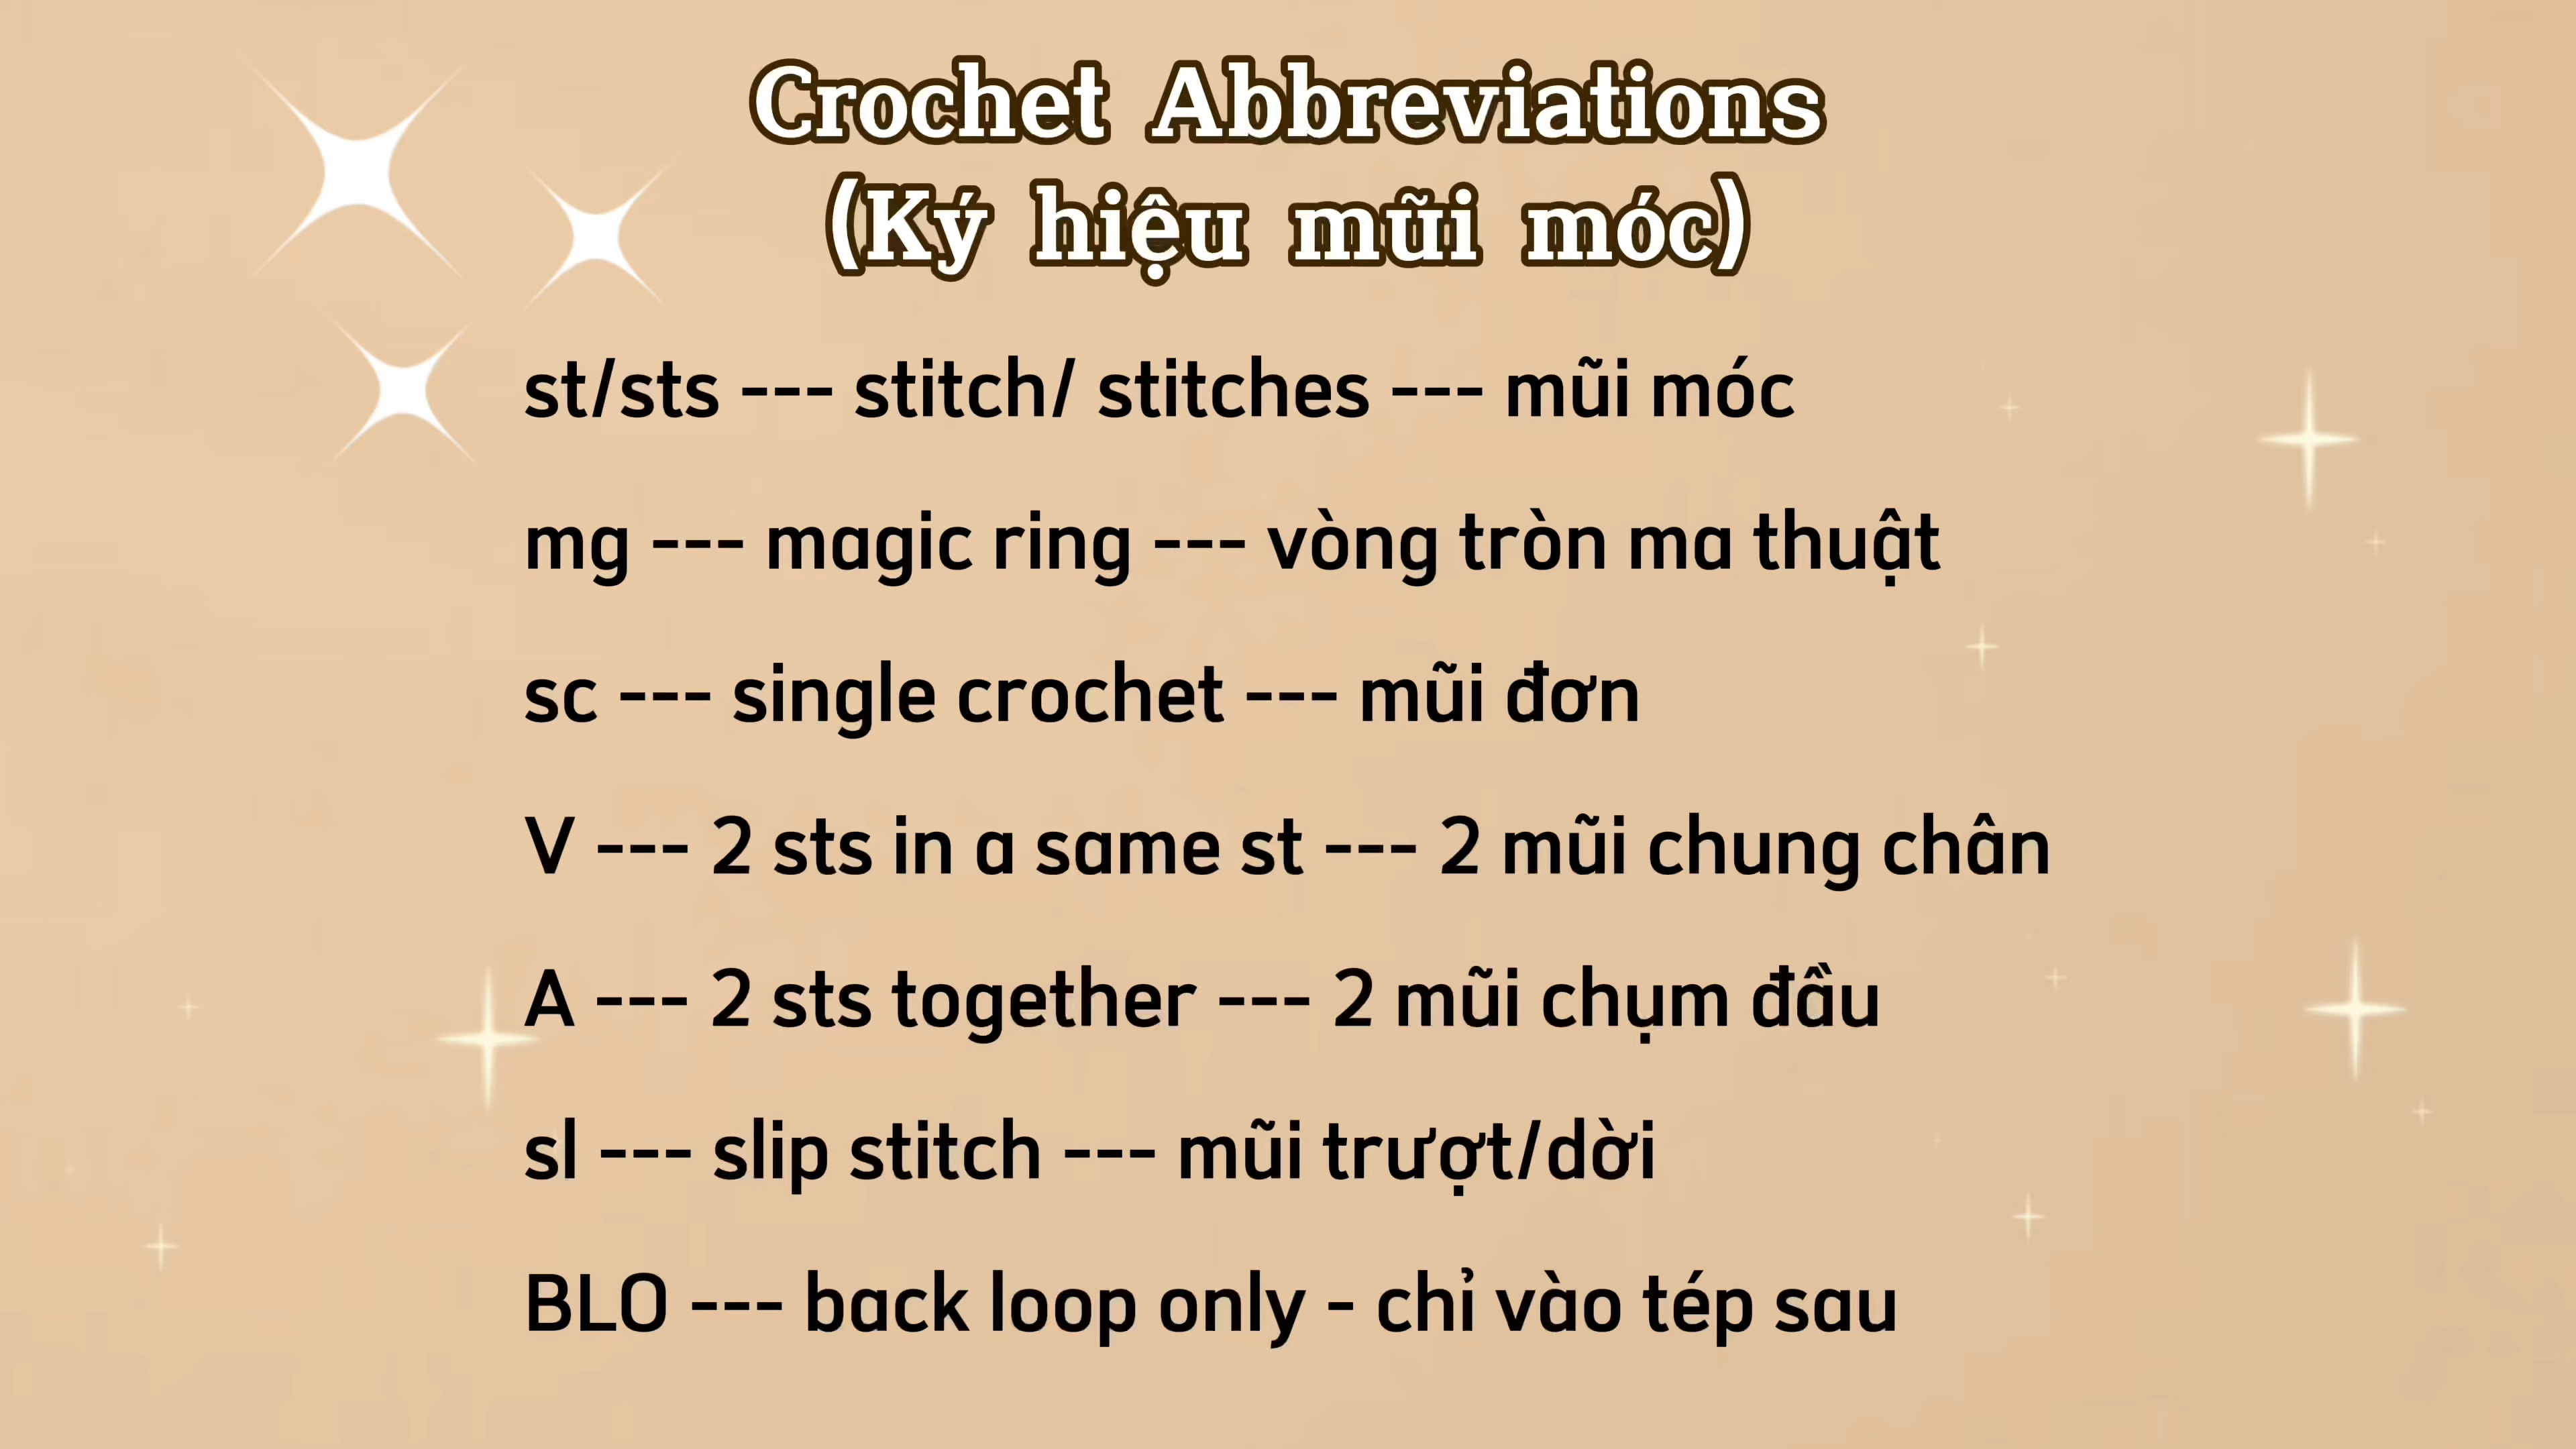 Crochet Abbreviations
(Ký hiệu mũi móc)
st/sts --- stitch/ stitches --- mũi móc
mg --- magic ring --- vòng tròn ma thuật
sc --- single crochet --- mũi đơn
V --- 2 sts in a same st --- 2 mũi chung chân
A --- 2 sts together --- 2 mũi chụm đầu
sl --- slip stitch --- mũi trượt/dời
BLO --- back loop only - chỉ vào tép sau